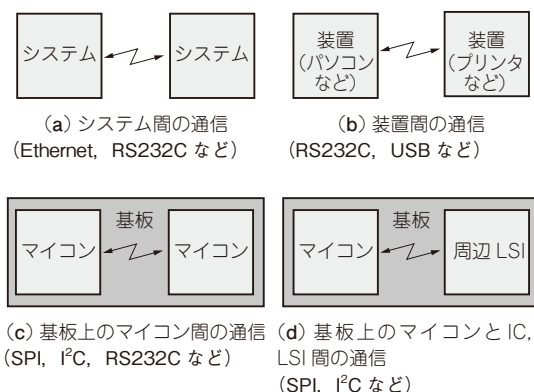 システム
システム
(a) システム間の通信
(Ethernet, RS232C など)
装置
(パソコン
など)
装置
(プリンタ
など)
(b) 装置間の通信
(RS232C, USB など)
基板
マイコン
マイコン
(c) 基板上のマイコン間の通信
(SPI, I²C, RS232C など)
基板
マイコン
周辺 LSI
(d) 基板上のマイコンと IC,
LSI 間の通信
(SPI, I²C など)